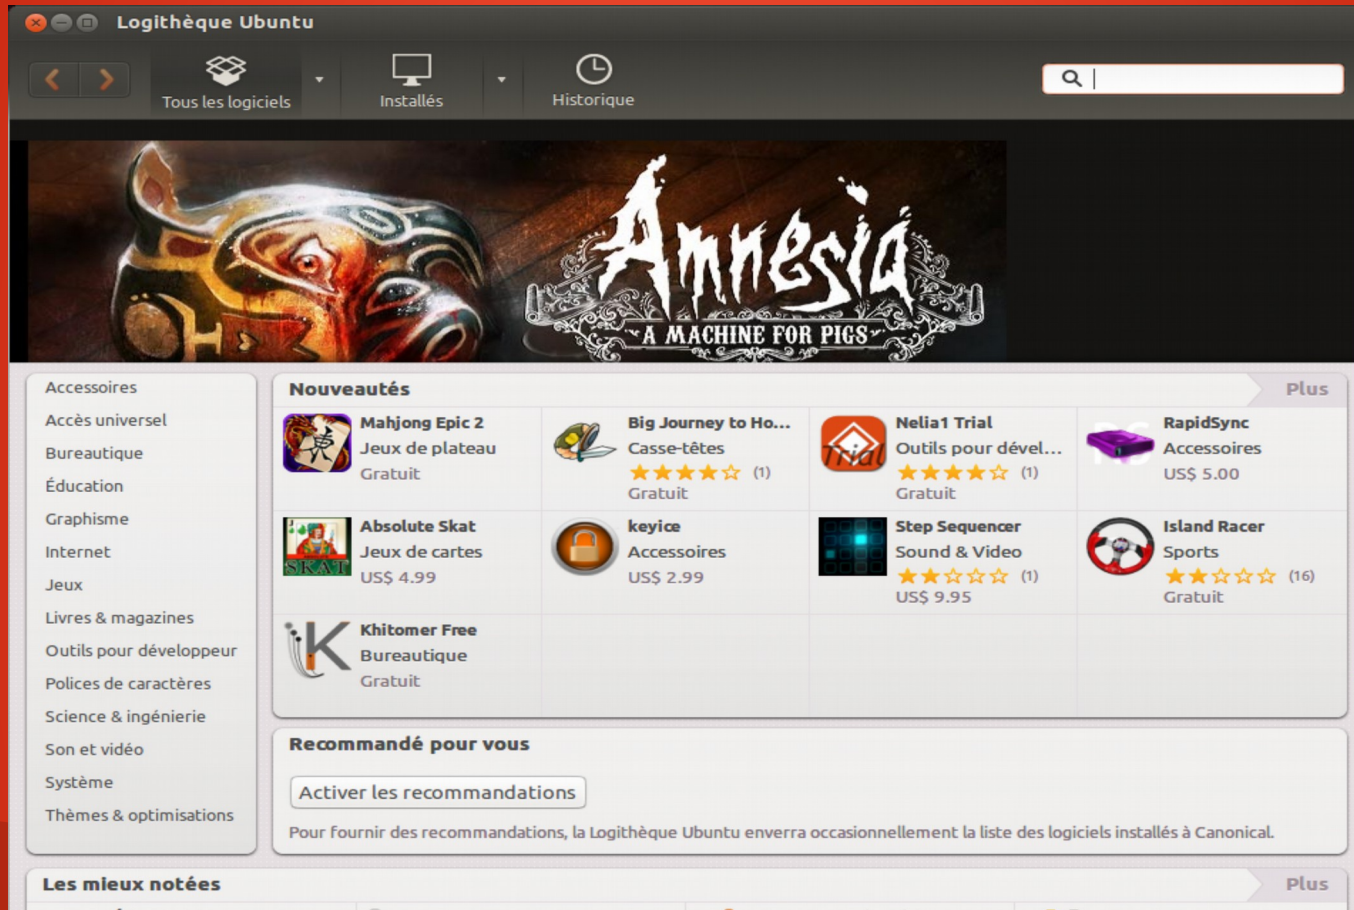 Logithèque Ubuntu
Tous les logiciels
Installés
Historique
Amnesia
A MACHINE FOR PIGS
Accessoires
Accès universel
Bureautique
Éducation
Graphisme
Internet
Jeux
Livres & magazines
Outils pour développeur
Polices de caractères
Science & ingénierie
Son et vidéo
Système
Thèmes & optimisations
Nouveautés
Plus
Mahjong Epic 2
Jeux de plateau
Gratuit
Big Journey to Ho...
Casse-têtes
(1)
Gratuit
Trial
Nelia1 Trial
Outils pour dével...
(1)
Gratuit
RS
RapidSync
Accessoires
US$ 5.00
SKAT
Absolute Skat
Jeux de cartes
US$ 4.99
keyice
Accessoires
US$ 2.99
Step Sequencer
Sound & Video
(1)
US$ 9.95
Island Racer
Sports
(16)
Gratuit
K
Khitomer Free
Bureautique
Gratuit
Recommandé pour vous
Activer les recommandations
Pour fournir des recommandations, la Logithèque Ubuntu enverra occasionnellement la liste des logiciels installés à Canonical.
Les mieux notées
Plus